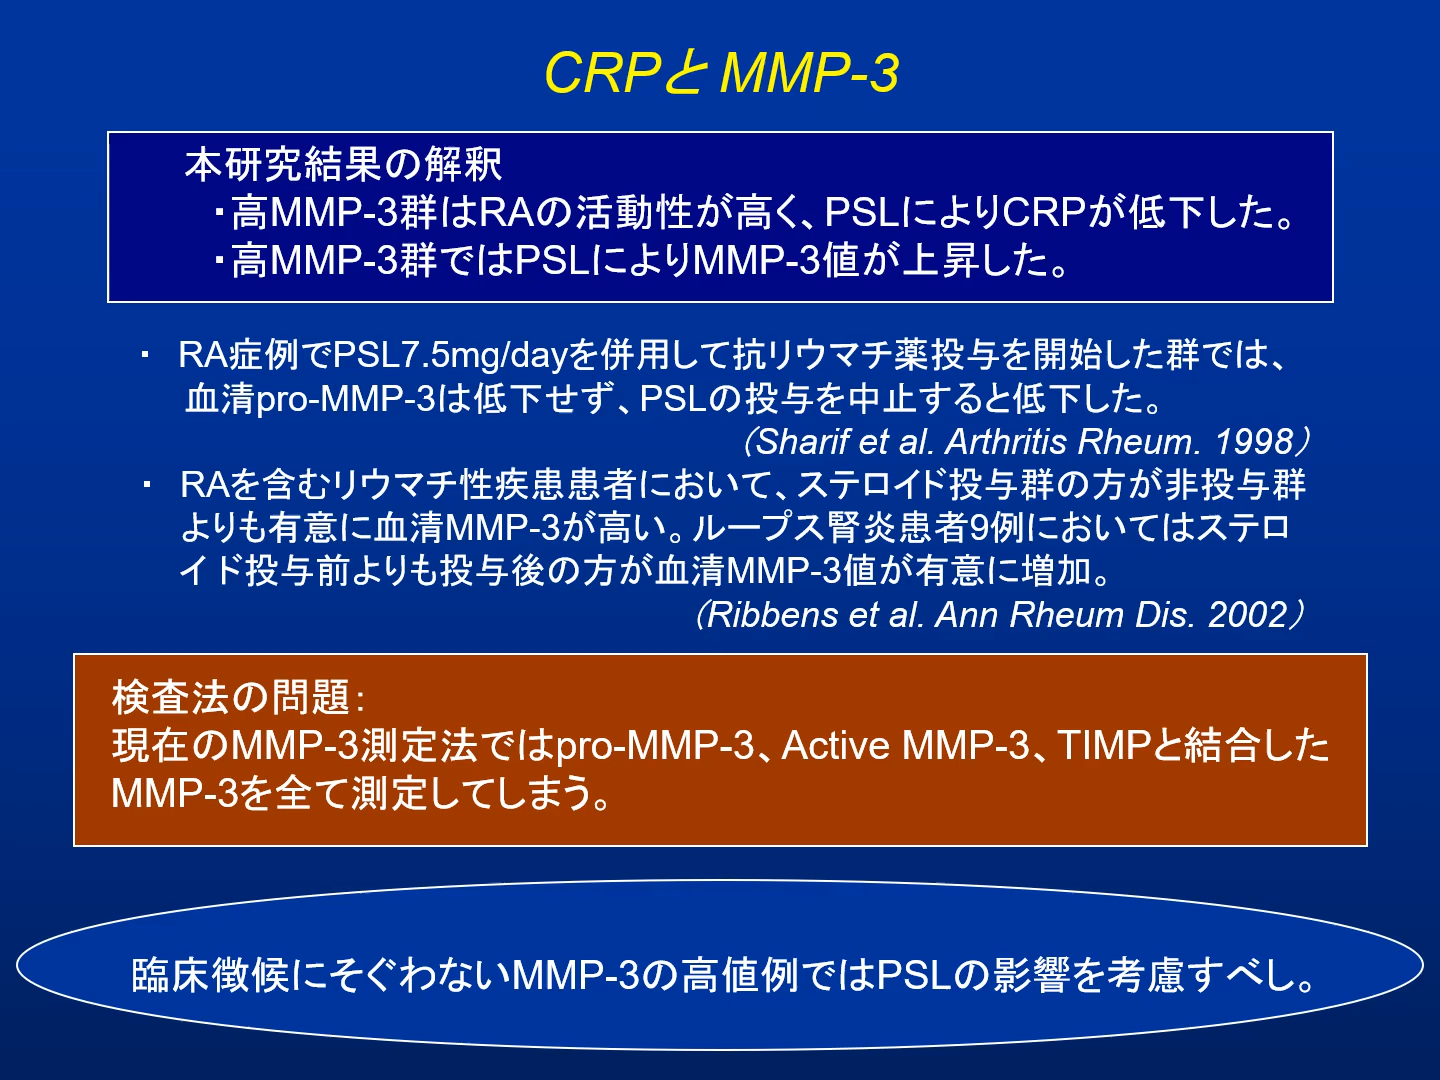 CRPと MMP-3
本研究結果の解釈
・高MMP-3群はRAの活動性が高く、PSLによりCRPが低下した。
・高MMP-3群ではPSLによりMMP-3値が上昇した。
・ RA症例でPSL7.5mg/dayを併用して抗リウマチ薬投与を開始した群では、
血清pro-MMP-3は低下せず、PSLの投与を中止すると低下した。
（Sharif et al. Arthritis Rheum. 1998）
・ RAを含むリウマチ性疾患患者において、ステロイド投与群の方が非投与群
よりも有意に血清MMP-3が高い。ループス腎炎患者9例においてはステロ
イド投与前よりも投与後の方が血清MMP-3値が有意に増加。
（Ribbens et al. Ann Rheum Dis. 2002）
検査法の問題：
現在のMMP-3測定法ではpro-MMP-3、Active MMP-3、TIMPと結合した
MMP-3を全て測定してしまう。
臨床徴候にそぐわないMMP-3の高値例ではPSLの影響を考慮すべし。